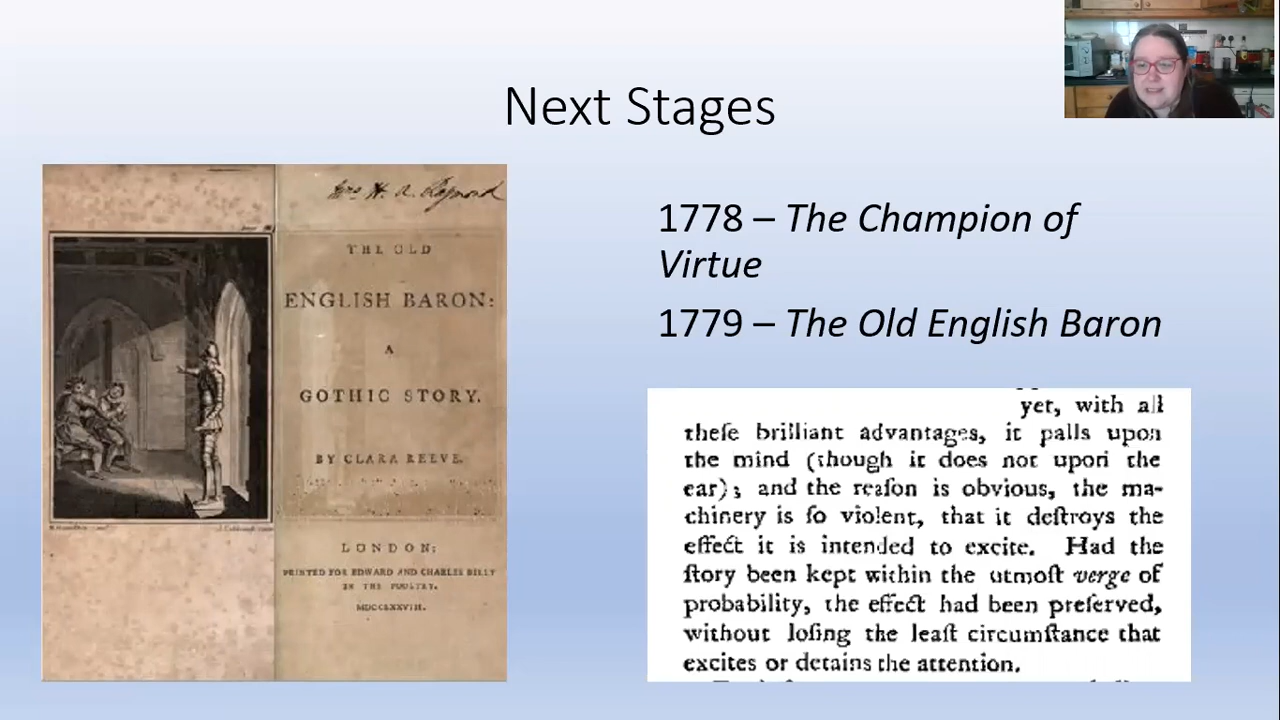 Next Stages
Mrs H. A. Raymond
THE OLD
ENGLISH BARON:
A
GOTHIC STORY.
BY CLARA REEVE.
LONDON:
PRINTED FOR EDWARD AND CHARLES DILLY
IN THE POULTRY.
MDCCLXXVIII.
1778 – The Champion of
Virtue
1779 – The Old English Baron
yet, with all
theſe brilliant advantages, it palls upon
the mind (though it does not upon the
ear); and the reaſon is obvious, the ma-
chinery is ſo violent, that it deſtroys the
effect it is intended to excite. Had the
ſtory been kept within the utmoſt verge of
probability, the effect had been preſerved,
without loſing the leaſt circumſtance that
excites or detains the attention.